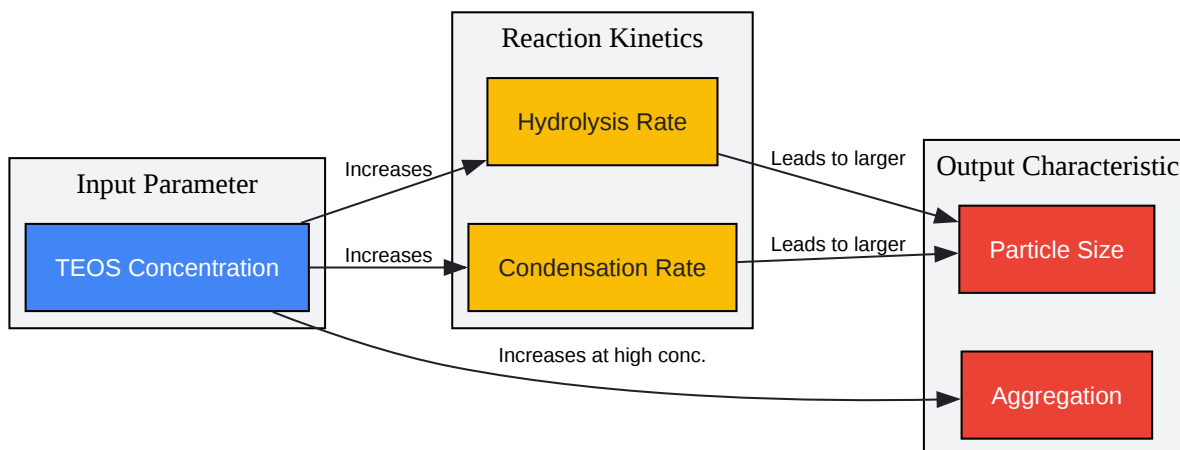 Input Parameter
TEOS Concentration
Increases
Increases
Reaction Kinetics
Hydrolysis Rate
Condensation Rate
Increases at high conc.
Leads to larger
Leads to larger
Output Characteristic
Particle Size
Aggregation